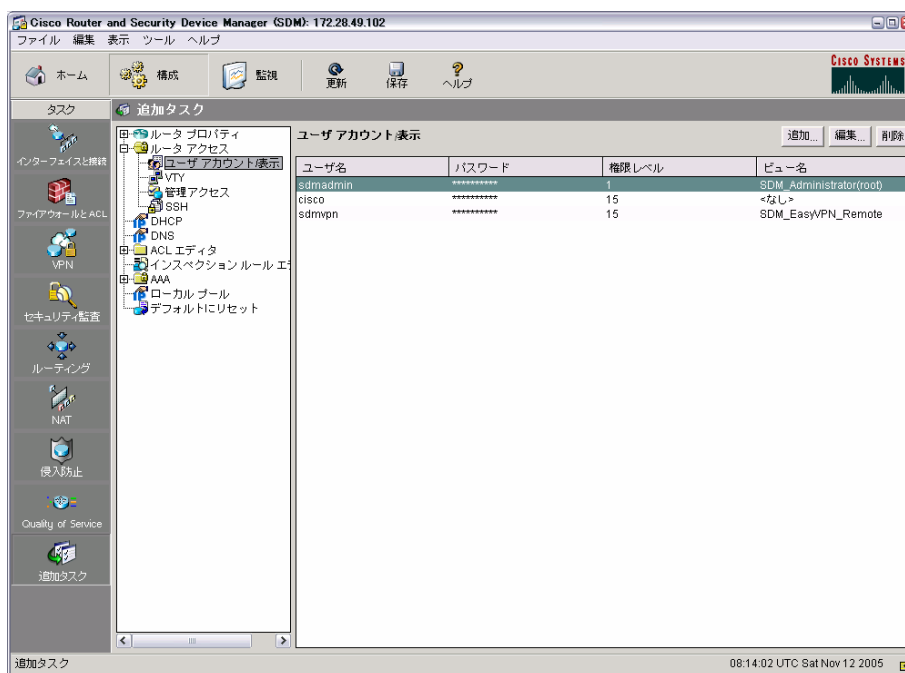 Cisco Router and Security Device Manager (SDM): 172.28.49.102
ファイル 編集 表示 ツール ヘルプ
ホーム 構成 監視 更新 保存 ヘルプ
CISCO SYSTEMS
タスク
追加タスク
インターフェイスと接続
ファイアウォールと ACL
VPN
セキュリティ監査
ルーティング
NAT
侵入防止
Quality of Service
追加タスク
ルータ プロパティ
ルータ アクセス
ユーザ アカウント/表示
VTY
管理アクセス
SSH
DHCP
DNS
ACL エディタ
インスペクション ルール エ
AAA
ローカル プール
デフォルトにリセット
ユーザ アカウント/表示 追加... 編集... 削除
ユーザ名 パスワード 権限レベル ビュー名
sdmadmin ********** 1 SDM_Administrator(root)
cisco ********** 15 <なし>
sdmvpn ********** 15 SDM_EasyVPN_Remote
追加タスク 08:14:02 UTC Sat Nov 12 2005